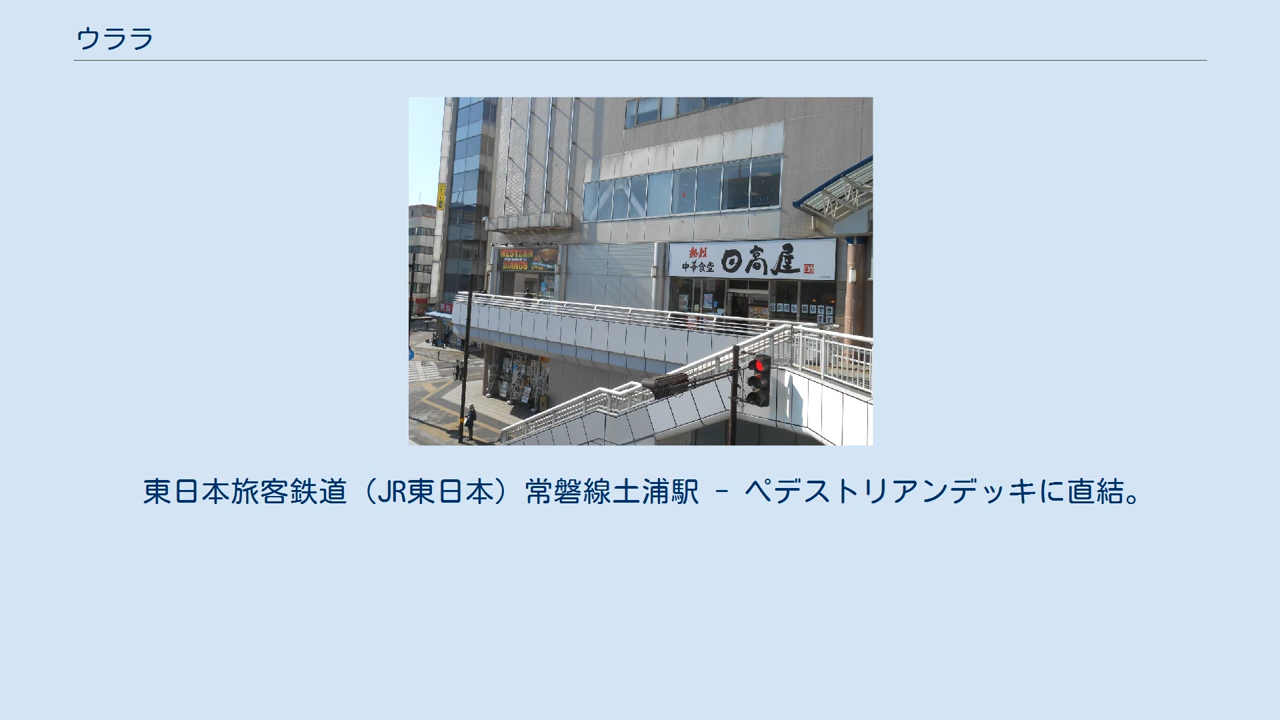 ウララ
WESTERN
熱烈
中華食堂
日高屋
東日本旅客鉄道（JR東日本）常磐線土浦駅 - ペデストリアンデッキに直結。